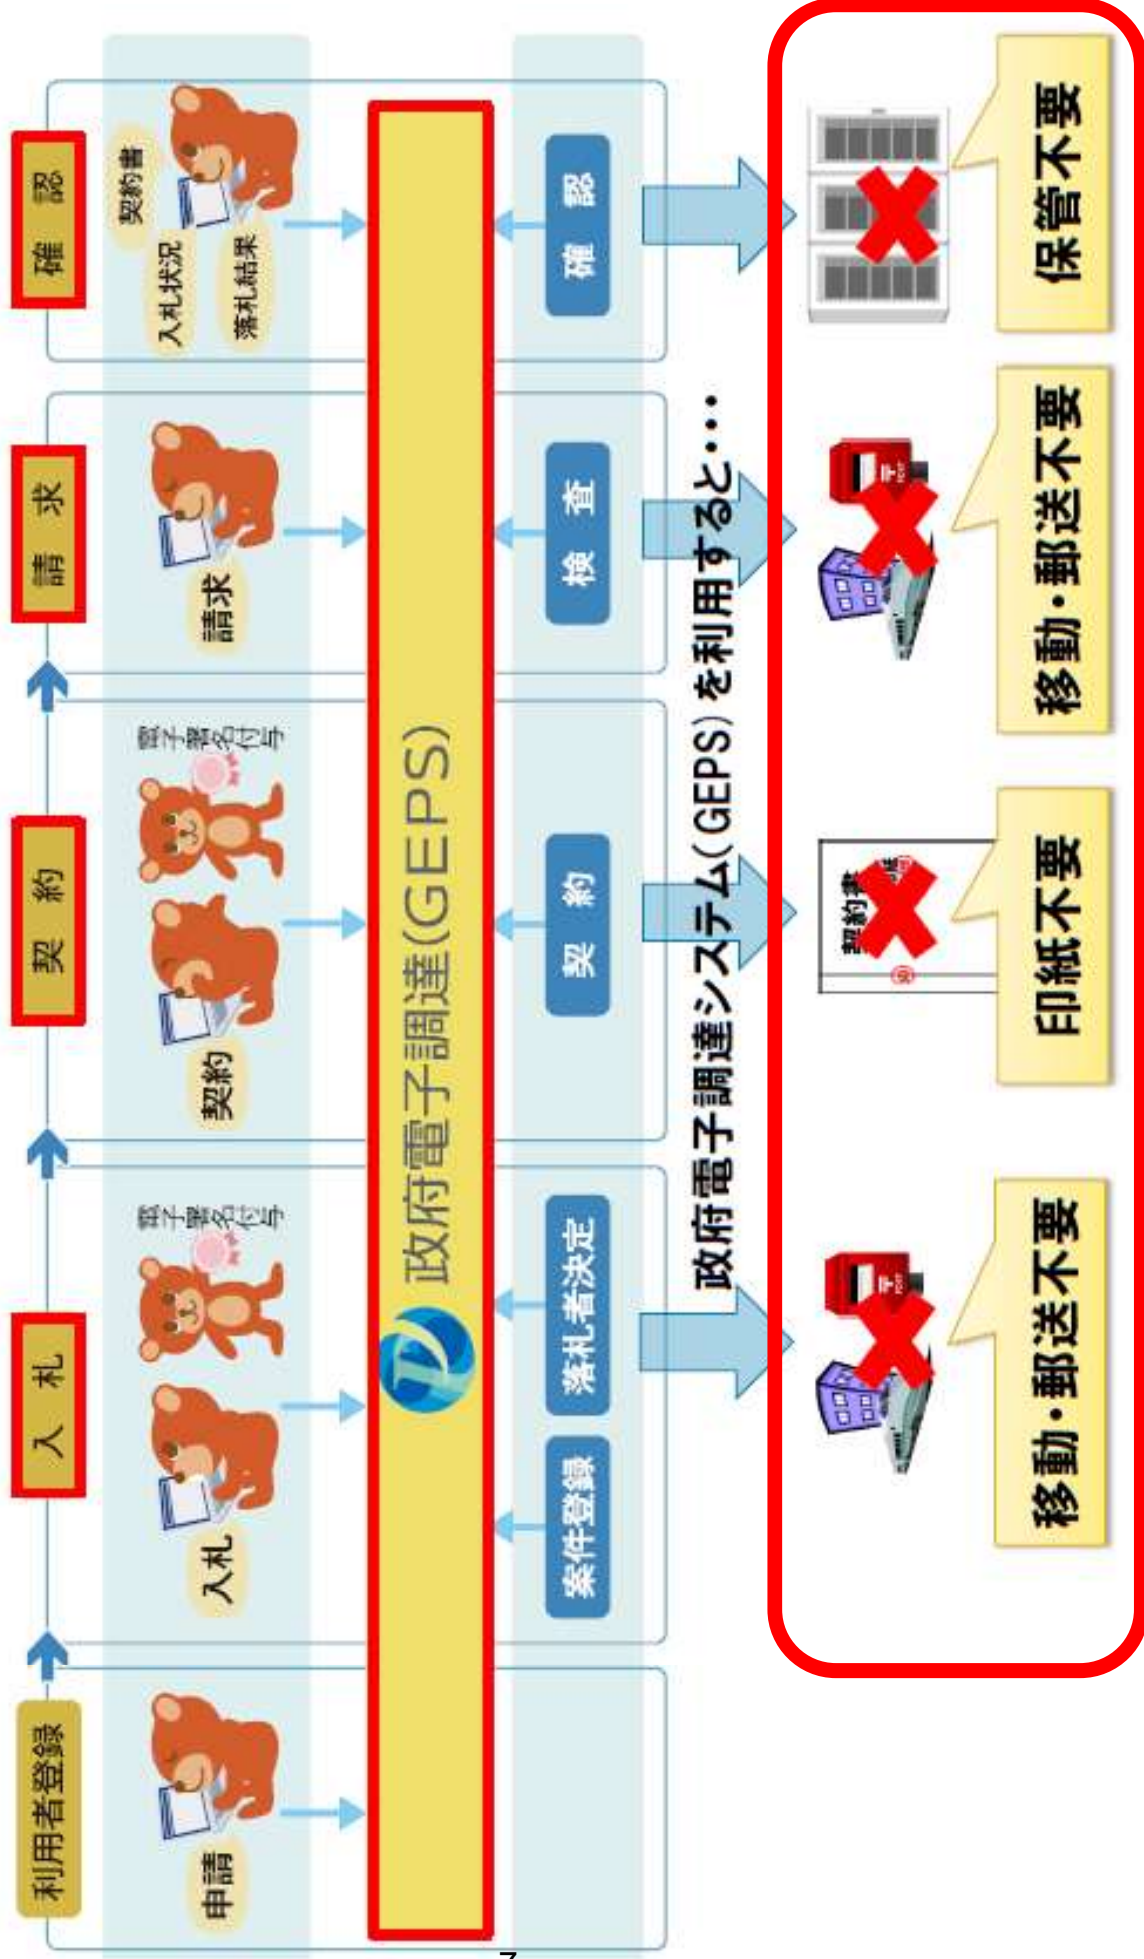 利用者登録
入 札
契 約
請 求
確 認
申請
入札
電子署名付与
契約
電子署名付与
請求
契約書
入札状況
落札結果
政府電子調達(GEPS)
案件登録
落札者決定
契 約
検 査
確 認
政府電子調達システム(GEPS)を利用すると・・・
POST
契約書
印
POST
移動・郵送不要
印紙不要
移動・郵送不要
保管不要